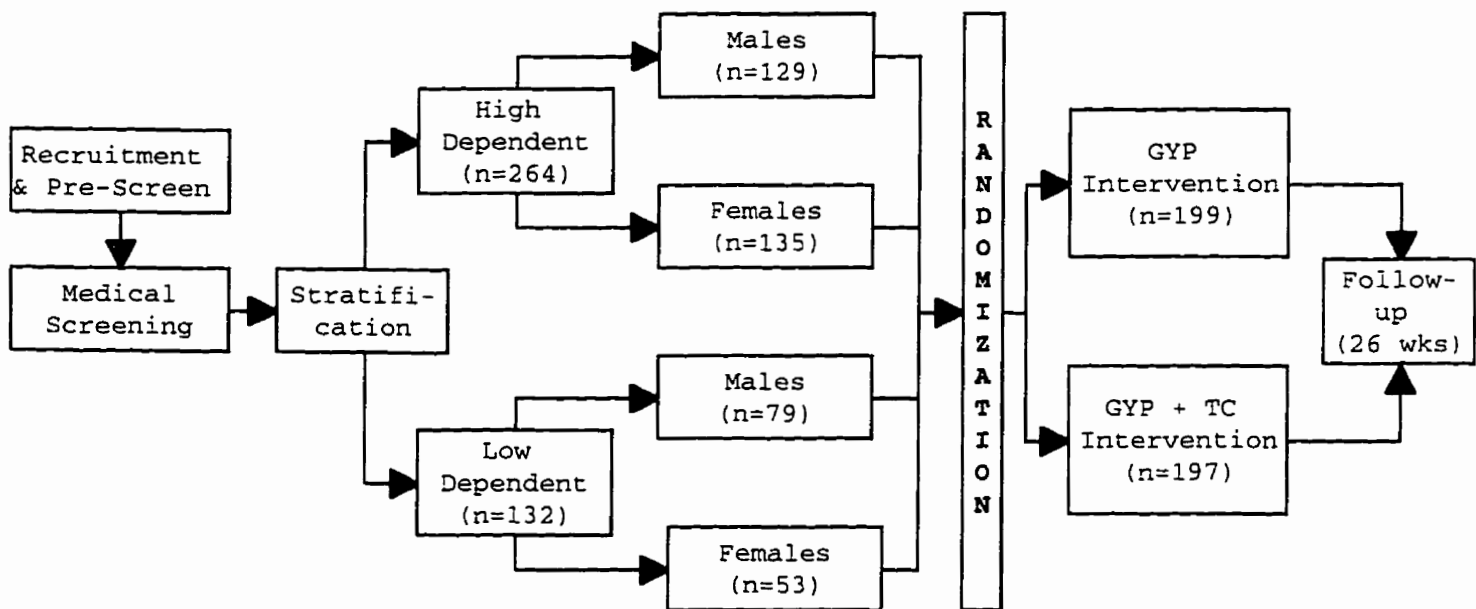 Recruitment
& Pre-Screen
Medical
Screening
Stratifi-
cation
High
Dependent
(n=264)
Low
Dependent
(n=132)
Males
(n=129)
Females
(n=135)
Males
(n=79)
Females
(n=53)
RANDOMIZATION
GYP
Intervention
(n=199)
GYP + TC
Intervention
(n=197)
Follow-
up
(26 wks)